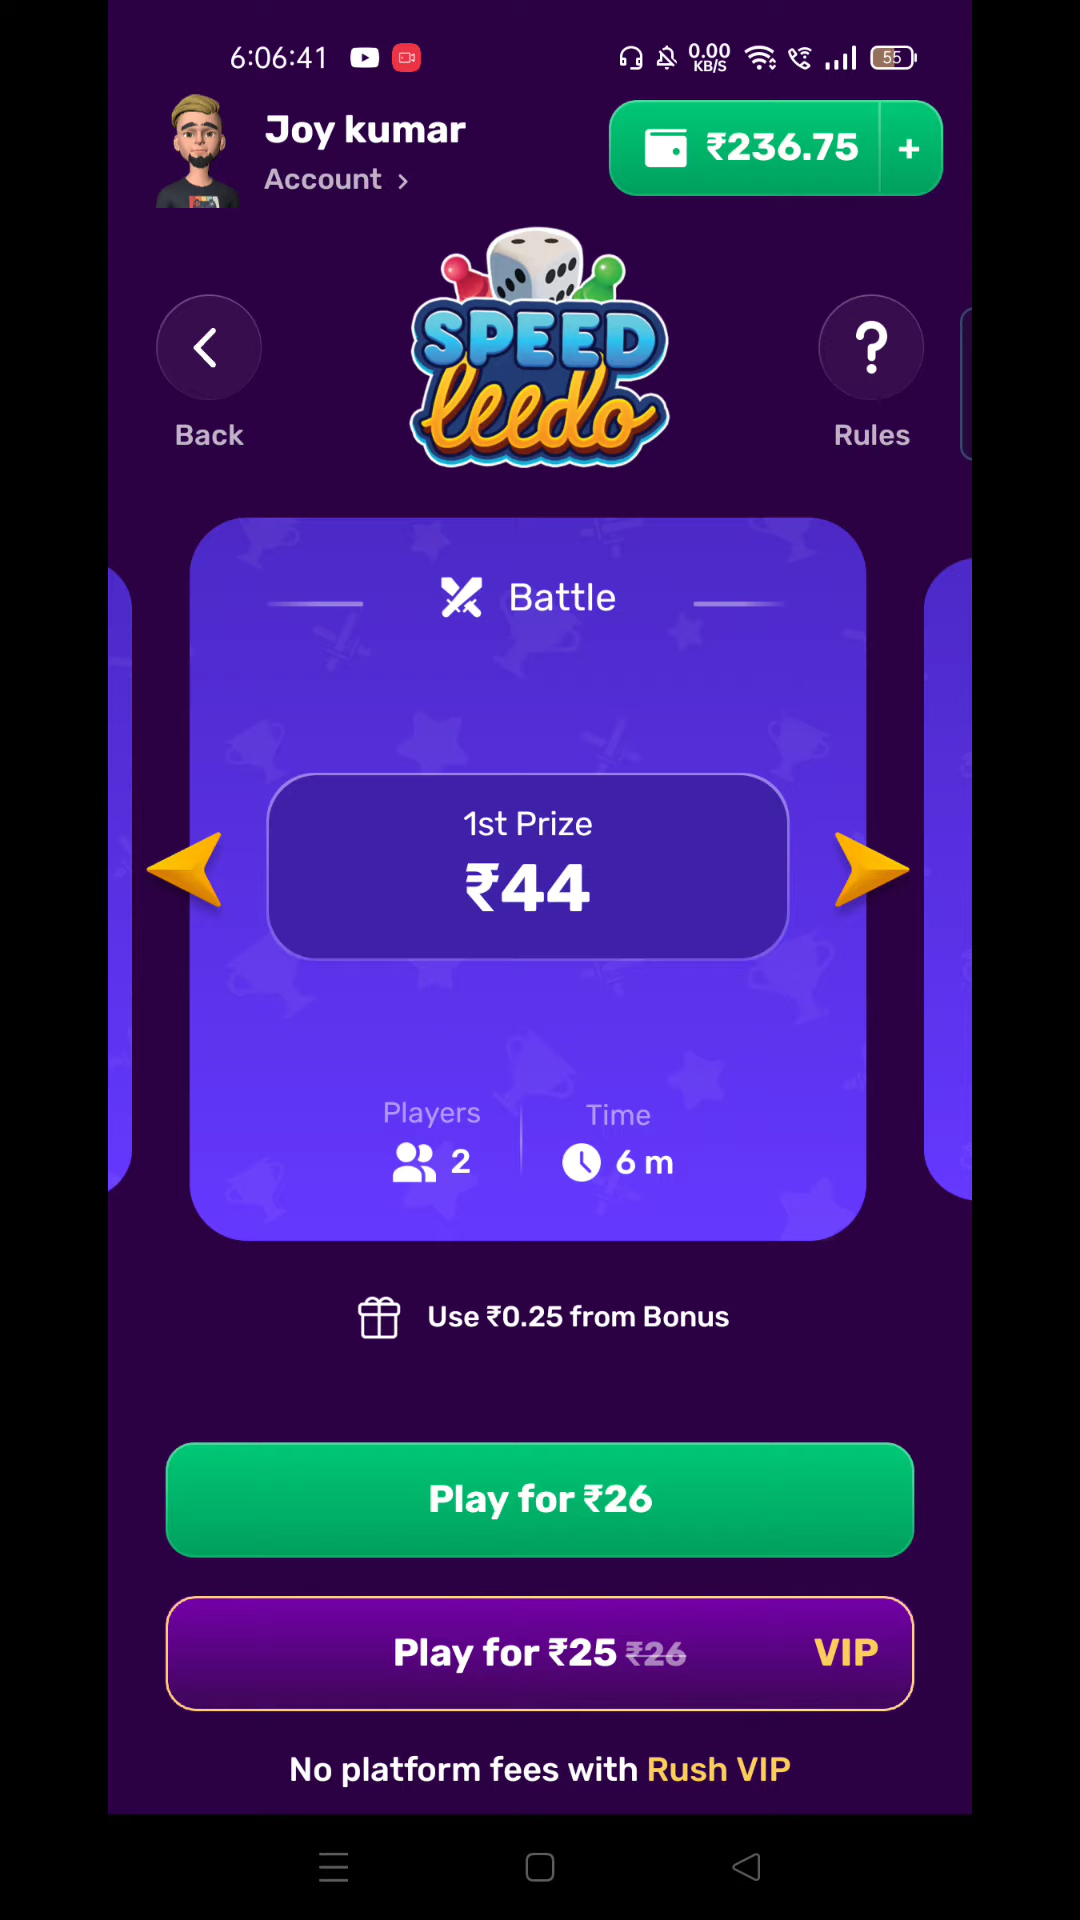 6:06:41
0.00
KB/S
55
Joy kumar
Account >
₹236.75 +
SPEED
leedo
Back
Rules
Battle
1st Prize
₹44
Players
Time
2
6 m
Use ₹0.25 from Bonus
Play for ₹26
Play for ₹25 ₹26 VIP
No platform fees with Rush VIP